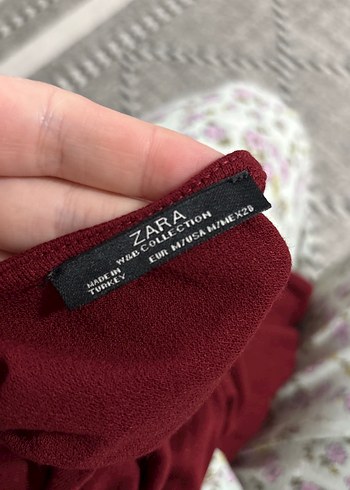 ZARA
W&B COLLECTION
MADE IN
TURKEY
EUR M/USA M/MEX 28